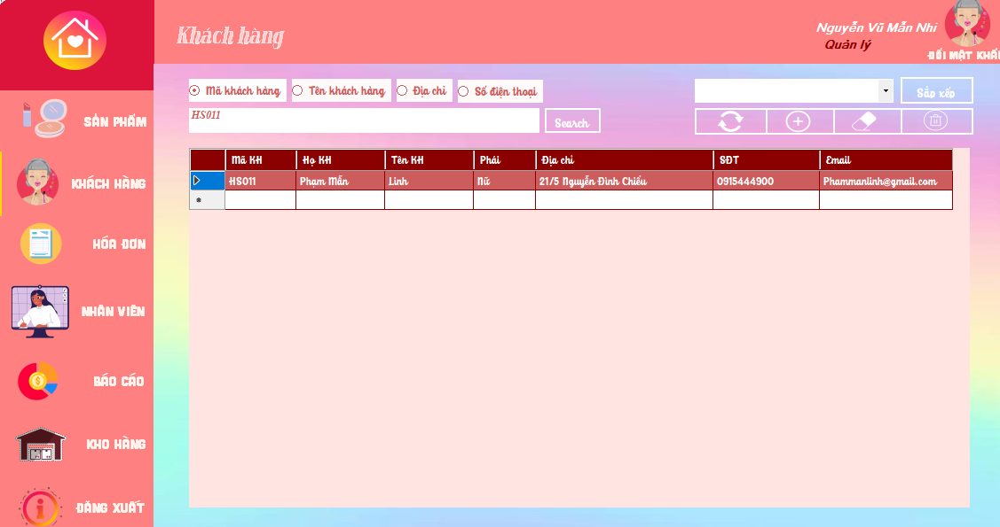 Khách hàng
Nguyễn Vũ Mẫn Nhi
Quản lý
ĐỔI MẬT KHẨ
SẢN PHẨM
KHÁCH HÀNG
HÓA ĐƠN
NHÂN VIÊN
BÁO CÁO
KHO HÀNG
ĐĂNG XUẤT
Mã khách hàng Tên khách hàng Địa chỉ Số điện thoại
HS011 Search
Sắp xếp
Mã KH Họ KH Tên KH Phái Địa chỉ SĐT Email
HS011 Phạm Mẫn Linh Nữ 21/5 Nguyễn Đình Chiểu 0915444900 Phammanlinh@gmail.com